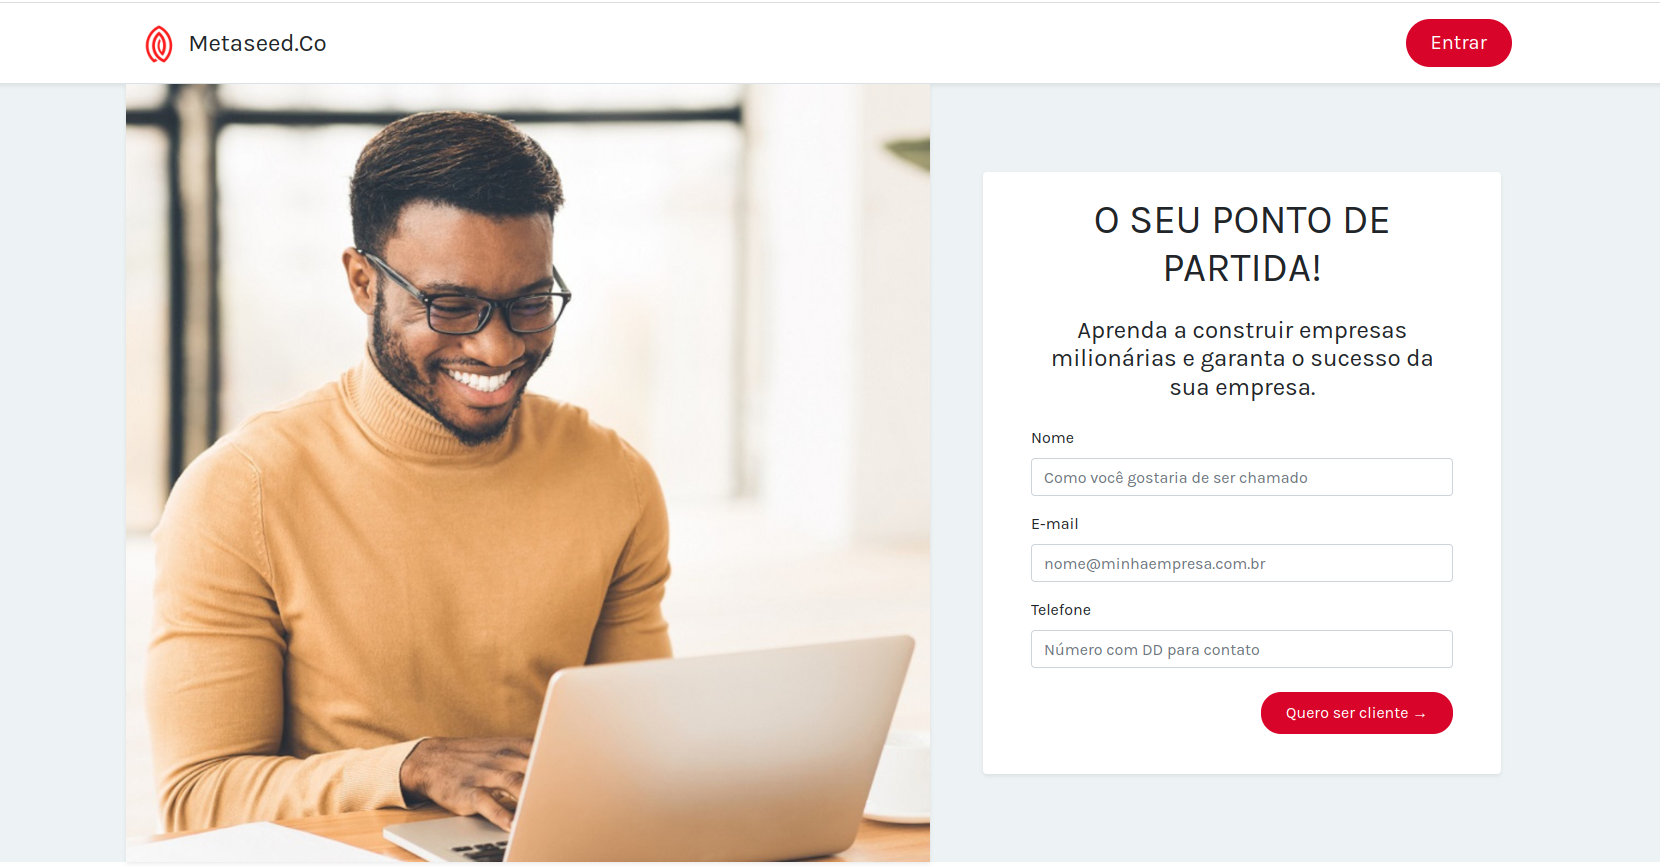 Metaseed.Co
Entrar
O SEU PONTO DE
PARTIDA!
Aprenda a construir empresas
milionárias e garanta o sucesso da
sua empresa.
Nome
Como você gostaria de ser chamado
E-mail
nome@minhaempresa.com.br
Telefone
Número com DD para contato
Quero ser cliente →